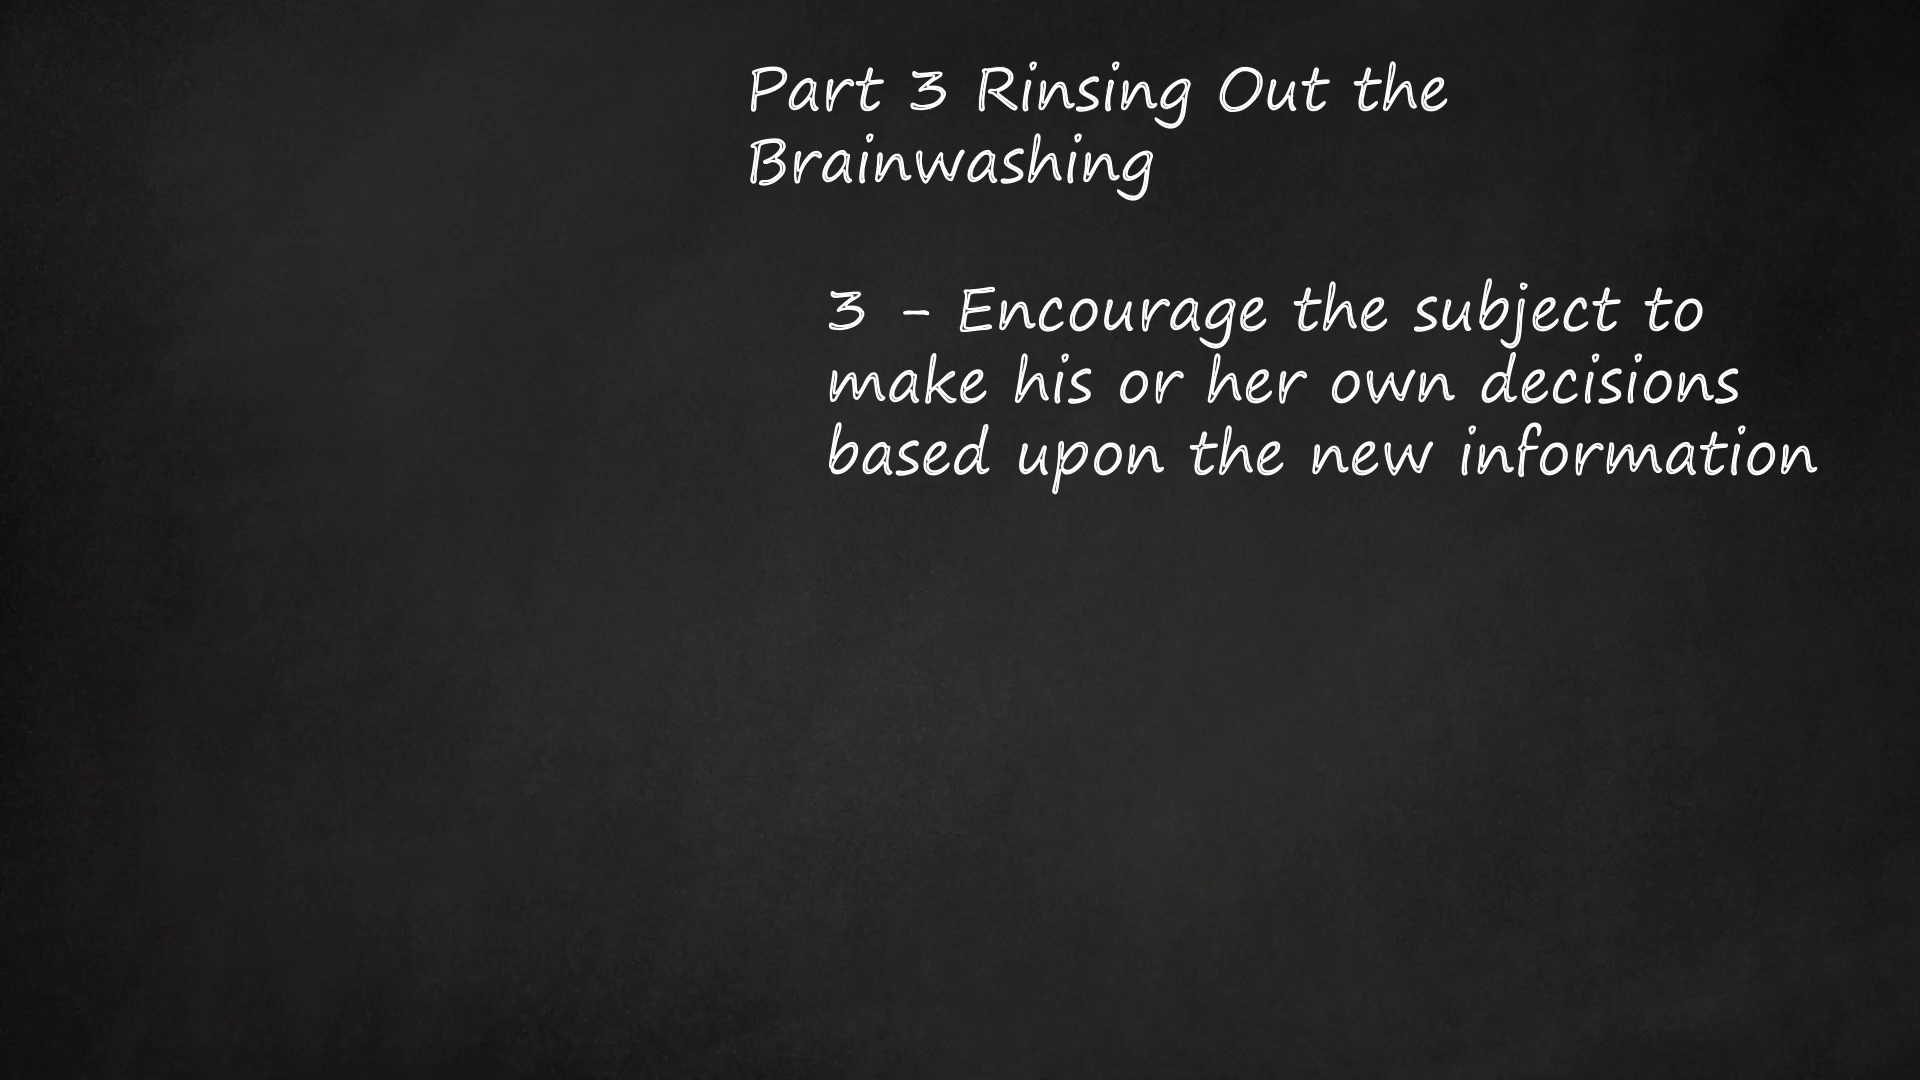 Part 3 Rinsing Out the
Brainwashing
3 - Encourage the subject to
make his or her own decisions
based upon the new information